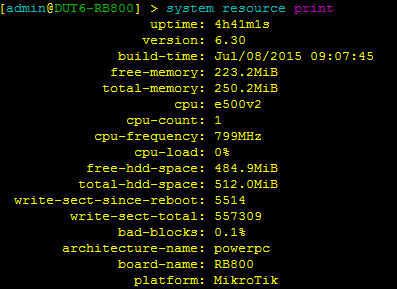 [admin@DUT6-RB800] > system resource print
uptime: 4h41m1s
version: 6.30
build-time: Jul/08/2015 09:07:45
free-memory: 223.2MiB
total-memory: 250.2MiB
cpu: e500v2
cpu-count: 1
cpu-frequency: 799MHz
cpu-load: 0%
free-hdd-space: 484.9MiB
total-hdd-space: 512.0MiB
write-sect-since-reboot: 5514
write-sect-total: 557309
bad-blocks: 0.1%
architecture-name: powerpc
board-name: RB800
platform: MikroTik